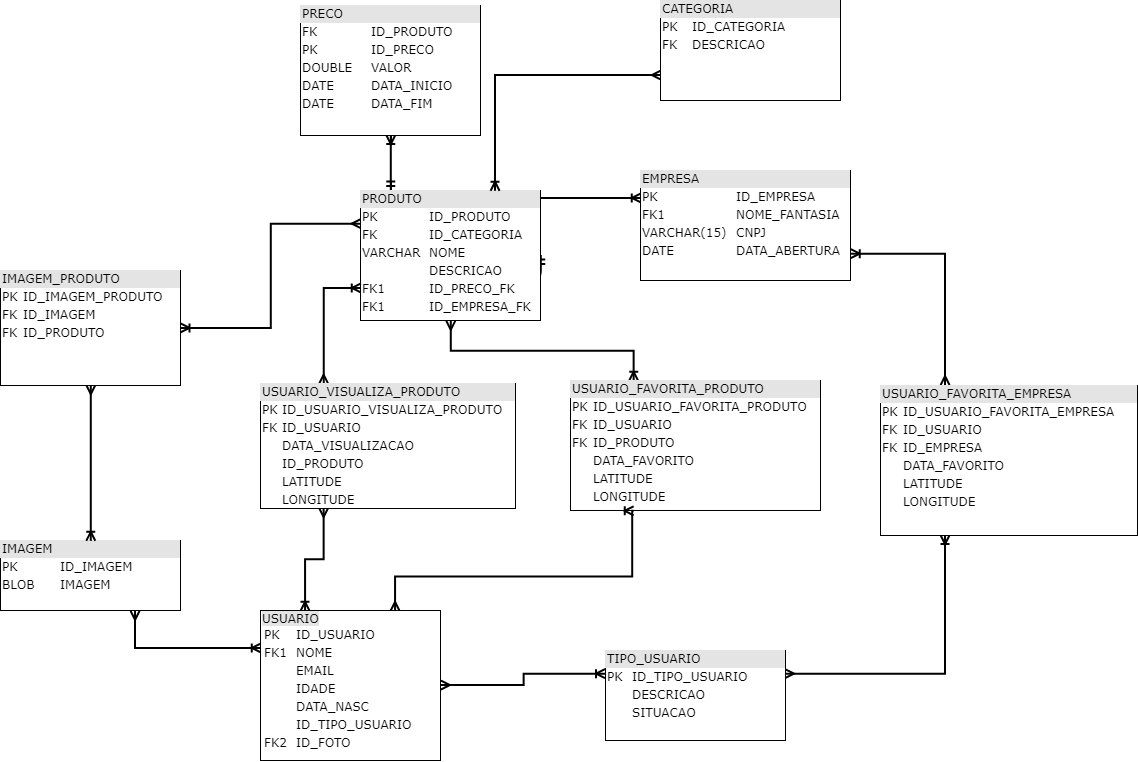 PRECO
FK ID_PRODUTO
PK ID_PRECO
DOUBLE VALOR
DATE DATA_INICIO
DATE DATA_FIM
CATEGORIA
PK ID_CATEGORIA
FK DESCRICAO
PRODUTO
PK ID_PRODUTO
FK ID_CATEGORIA
VARCHAR NOME
DESCRICAO
FK1 ID_PRECO_FK
FK1 ID_EMPRESA_FK
EMPRESA
PK ID_EMPRESA
FK1 NOME_FANTASIA
VARCHAR(15) CNPJ
DATE DATA_ABERTURA
IMAGEM_PRODUTO
PK ID_IMAGEM_PRODUTO
FK ID_IMAGEM
FK ID_PRODUTO
USUARIO_VISUALIZA_PRODUTO
PK ID_USUARIO_VISUALIZA_PRODUTO
FK ID_USUARIO
DATA_VISUALIZACAO
ID_PRODUTO
LATITUDE
LONGITUDE
USUARIO_FAVORITA_PRODUTO
PK ID_USUARIO_FAVORITA_PRODUTO
FK ID_USUARIO
FK ID_PRODUTO
DATA_FAVORITO
LATITUDE
LONGITUDE
USUARIO_FAVORITA_EMPRESA
PK ID_USUARIO_FAVORITA_EMPRESA
FK ID_USUARIO
FK ID_EMPRESA
DATA_FAVORITO
LATITUDE
LONGITUDE
IMAGEM
PK ID_IMAGEM
BLOB IMAGEM
USUARIO
PK ID_USUARIO
FK1 NOME
EMAIL
IDADE
DATA_NASC
ID_TIPO_USUARIO
FK2 ID_FOTO
TIPO_USUARIO
PK ID_TIPO_USUARIO
DESCRICAO
SITUACAO